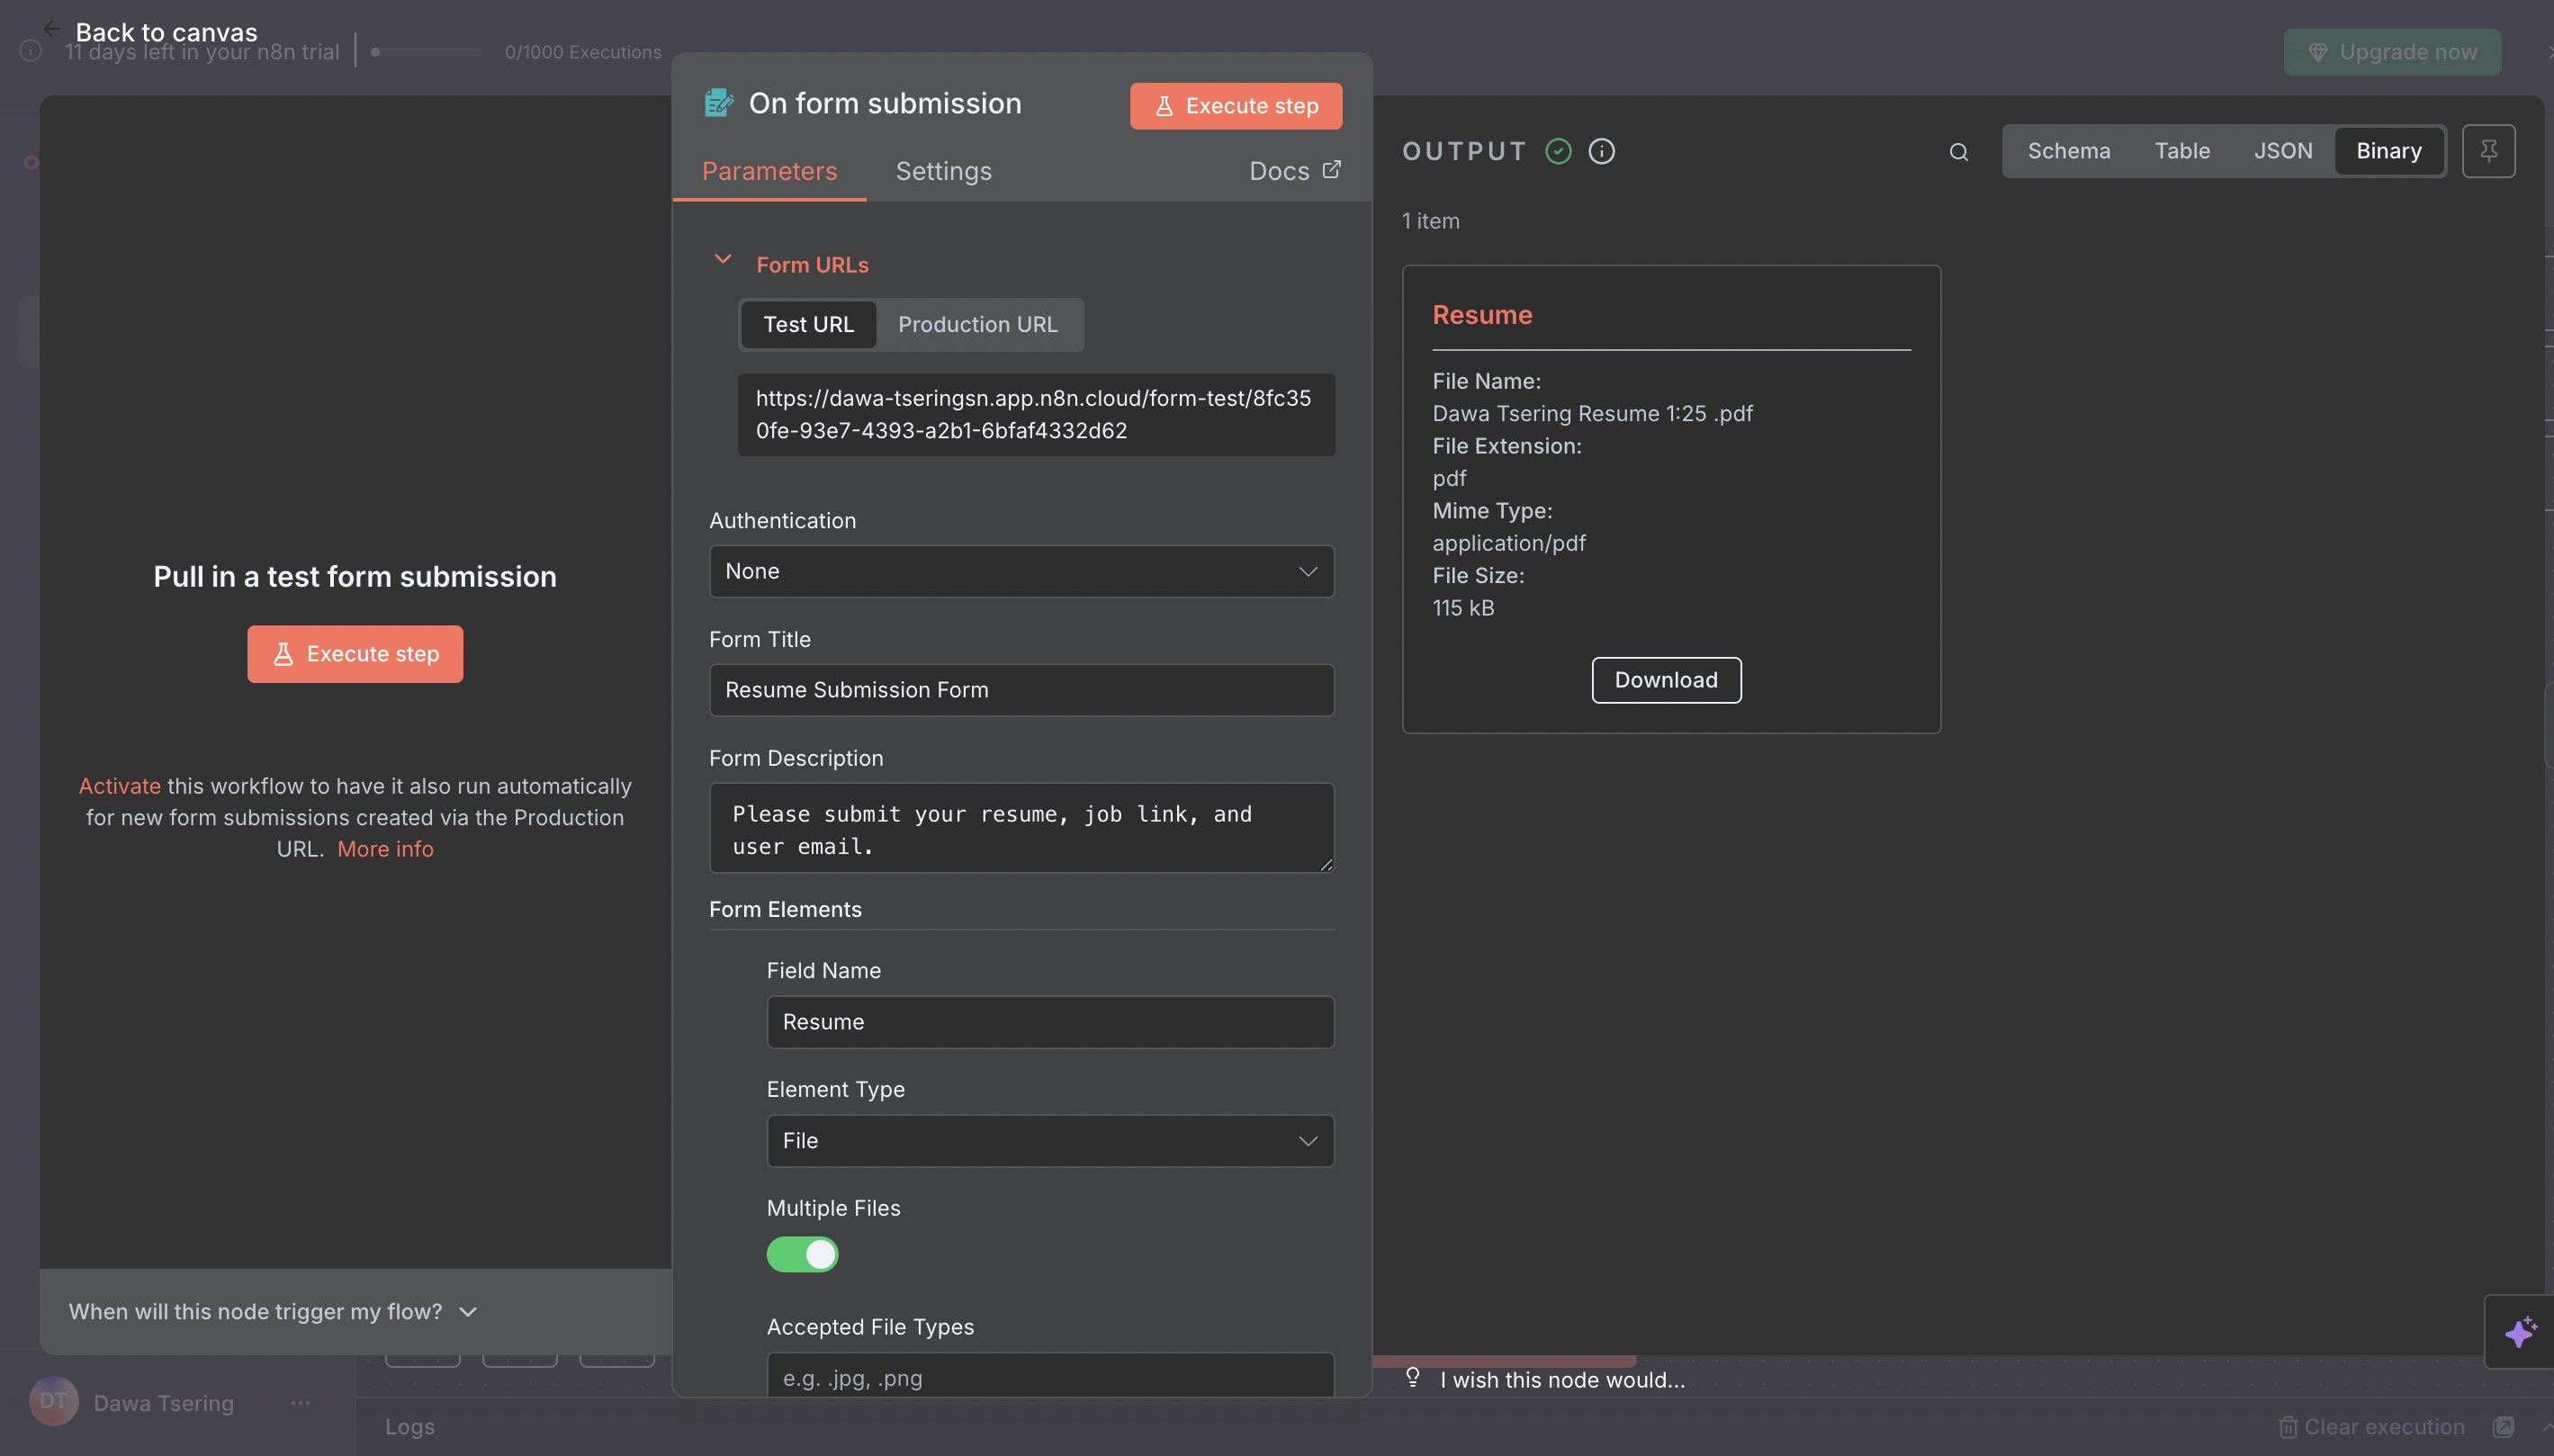 Back to canvas
11 days left in your n8n trial
0/1000 Executions
Upgrade now
Pull in a test form submission
Execute step
Activate this workflow to have it also run automatically
for new form submissions created via the Production
URL. More info
When will this node trigger my flow?
On form submission
Execute step
Parameters
Settings
Docs
Form URLs
Test URL
Production URL
https://dawa-tseringsn.app.n8n.cloud/form-test/8fc35
0fe-93e7-4393-a2b1-6bfaf4332d62
Authentication
None
Form Title
Resume Submission Form
Form Description
Please submit your resume, job link, and
user email.
Form Elements
Field Name
Resume
Element Type
File
Multiple Files
Accepted File Types
e.g. .jpg, .png
OUTPUT
Schema
Table
JSON
Binary
1 item
Resume
File Name:
Dawa Tsering Resume 1:25 .pdf
File Extension:
pdf
Mime Type:
application/pdf
File Size:
115 kB
Download
I wish this node would...
DT
Dawa Tsering
Logs
Clear execution